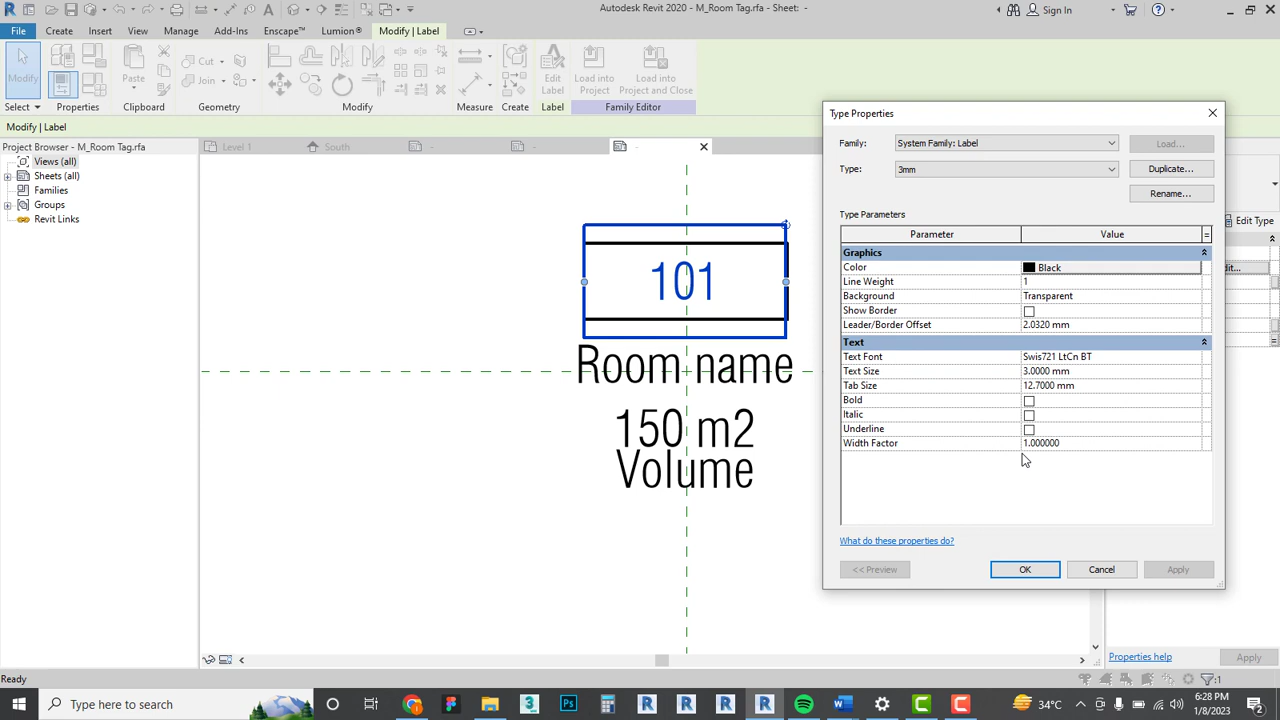 Autodesk Revit 2020 - M_Room Tag.rfa - Sheet: -
Sign In
File Create Insert View Manage Add-Ins Enscape™ Lumion® Modify | Label
Modify
Paste
Cut
Join
Edit
Label
Load into
Project
Load into
Project and Close
Select Properties Clipboard Geometry Modify Measure Create Label Family Editor
Modify | Label
Project Browser - M_Room Tag.rfa
Views (all)
Sheets (all)
Families
Groups
Revit Links
Level 1
South
-
-
-
101
Room name
150 m2
Volume
Type Properties
Family: System Family: Label Load...
Type: 3mm Duplicate...
Rename...
Type Parameters
Parameter Value =
Graphics
Color Black
Line Weight 1
Background Transparent
Show Border
Leader/Border Offset 2.0320 mm
Text
Text Font Swis721 LtCn BT
Text Size 3.0000 mm
Tab Size 12.7000 mm
Bold
Italic
Underline
Width Factor 1.000000
What do these properties do?
<< Preview OK Cancel Apply
Edit Type
Properties help Apply
Ready
:1
Type here to search
34°C
6:28 PM
1/8/2023